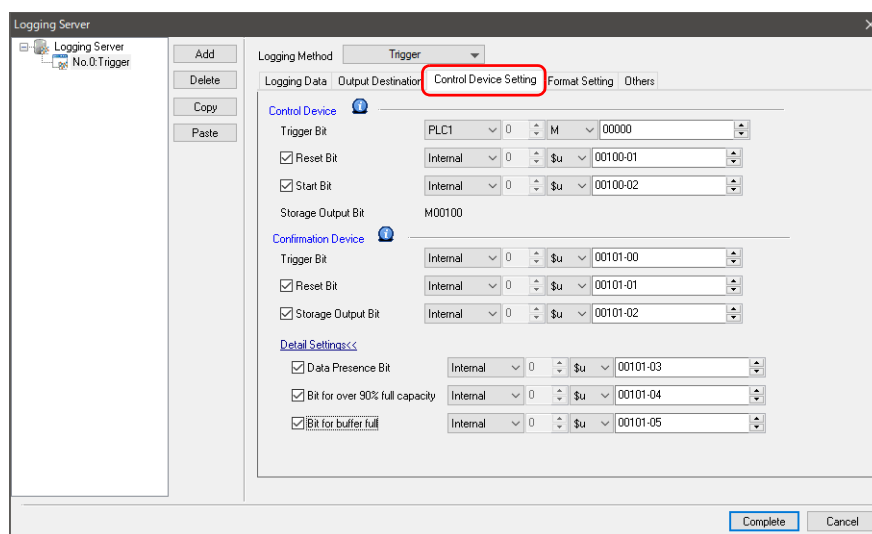 Logging Server
Logging Server
No.0:Trigger
Add
Delete
Copy
Paste
Logging Method Trigger
Logging Data Output Destination Control Device Setting Format Setting Others
Control Device
Trigger Bit PLC1 0 M 00000
Reset Bit Internal 0 $u 00100-01
Start Bit Internal 0 $u 00100-02
Storage Output Bit M00100
Confirmation Device
Trigger Bit Internal 0 $u 00101-00
Reset Bit Internal 0 $u 00101-01
Storage Output Bit Internal 0 $u 00101-02
Detail Settings<<
Data Presence Bit Internal 0 $u 00101-03
Bit for over 90% full capacity Internal 0 $u 00101-04
Bit for buffer full Internal 0 $u 00101-05
Complete Cancel